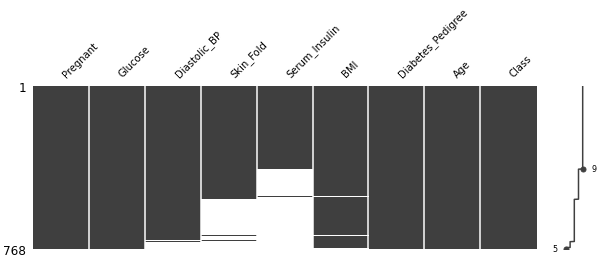 Pregnant
Glucose
Diastolic_BP
Skin_Fold
Serum_Insulin
BMI
Diabetes_Pedigree
Age
Class
1
9
768
5